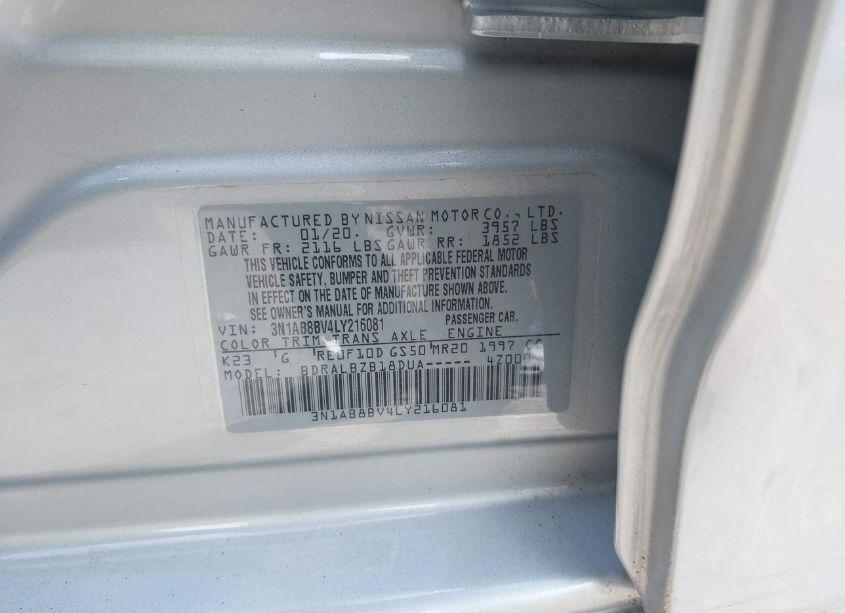 MANUFACTURED BY NISSAN MOTOR CO., LTD.
DATE: 01/20. GVWR: 3957 LBS
GAWR FR: 2116 LBS GAWR RR: 1852 LBS
THIS VEHICLE CONFORMS TO ALL APPLICABLE FEDERAL MOTOR
VEHICLE SAFETY, BUMPER AND THEFT PREVENTION STANDARDS
IN EFFECT ON THE DATE OF MANUFACTURE SHOWN ABOVE.
SEE OWNER'S MANUAL FOR ADDITIONAL INFORMATION.
VIN: 3N1AB8BV4LY216081 PASSENGER CAR.
COLOR TRIM TRANS AXLE ENGINE
K23 G RE0F10D GS50 MR20 1997 CC
MODEL: BDRALBZB18DUA-----
3N1AB8BV4LY216081